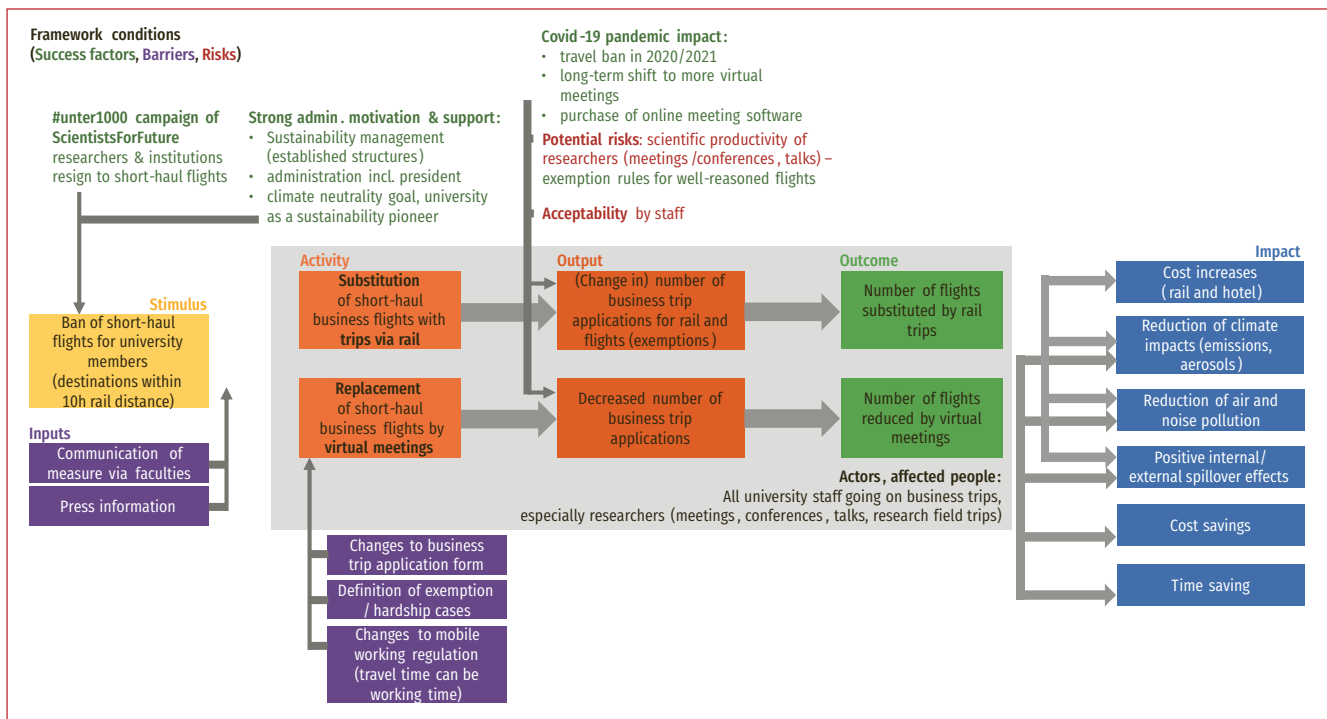 Framework conditions
(Success factors, Barriers, Risks)
#unter1000 campaign of
ScientistsForFuture
researchers & institutions
resign to short-haul flights
Strong admin. motivation & support:
• Sustainability management
(established structures)
• administration incl. president
• climate neutrality goal, university
as a sustainability pioneer
Covid-19 pandemic impact:
• travel ban in 2020/2021
• long-term shift to more virtual
meetings
• purchase of online meeting software
Potential risks: scientific productivity of
researchers (meetings/conferences, talks) –
exemption rules for well-reasoned flights
Acceptability by staff
Stimulus
Ban of short-haul
flights for university
members
(destinations within
10h rail distance)
Inputs
Communication of
measure via faculties
Press information
Activity
Substitution
of short-haul
business flights with
trips via rail
Replacement
of short-haul
business flights by
virtual meetings
Output
(Change in) number of
business trip
applications for rail and
flights (exemptions)
Decreased number of
business trip
applications
Outcome
Number of flights
substituted by rail
trips
Number of flights
reduced by virtual
meetings
Actors, affected people:
All university staff going on business trips,
especially researchers (meetings, conferences, talks, research field trips)
Changes to business
trip application form
Definition of exemption
/ hardship cases
Changes to mobile
working regulation
(travel time can be
working time)
Impact
Cost increases
(rail and hotel)
Reduction of climate
impacts (emissions,
aerosols)
Reduction of air and
noise pollution
Positive internal/
external spillover effects
Cost savings
Time saving